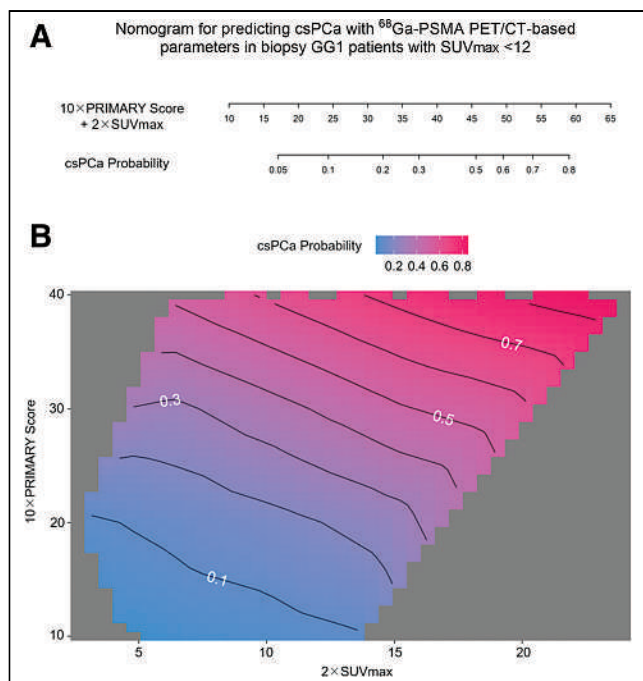 A
Nomogram for predicting csPCa with ⁶⁸Ga-PSMA PET/CT-based
parameters in biopsy GG1 patients with SUVmax <12
10×PRIMARY Score
+ 2×SUVmax
10 15 20 25 30 35 40 45 50 55 60 65
csPCa Probability
0.05 0.1 0.2 0.3 0.5 0.6 0.7 0.8
B
csPCa Probability
0.2 0.4 0.6 0.8
40
30
20
10
10×PRIMARY Score
0.7
0.5
0.3
0.1
5 10 15 20
2×SUVmax